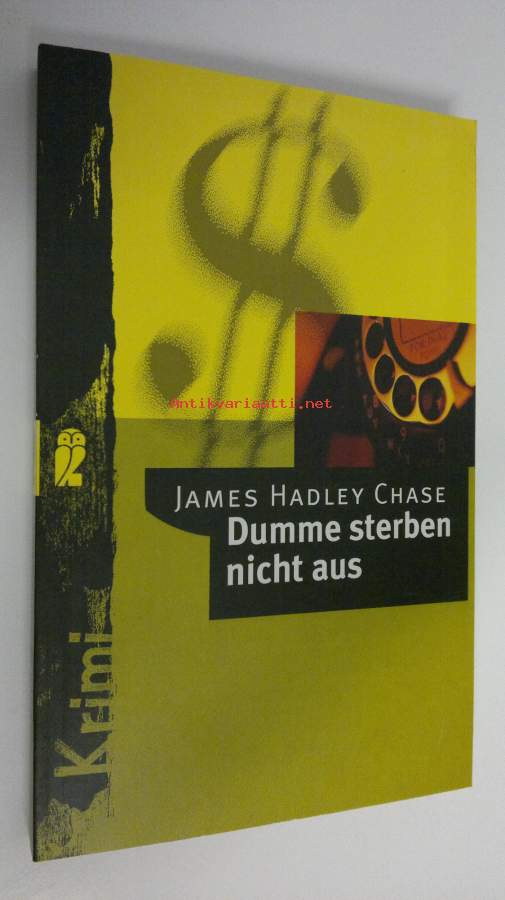 Antikvariaatti.net
JAMES HADLEY CHASE
Dumme sterben
nicht aus
Krimi